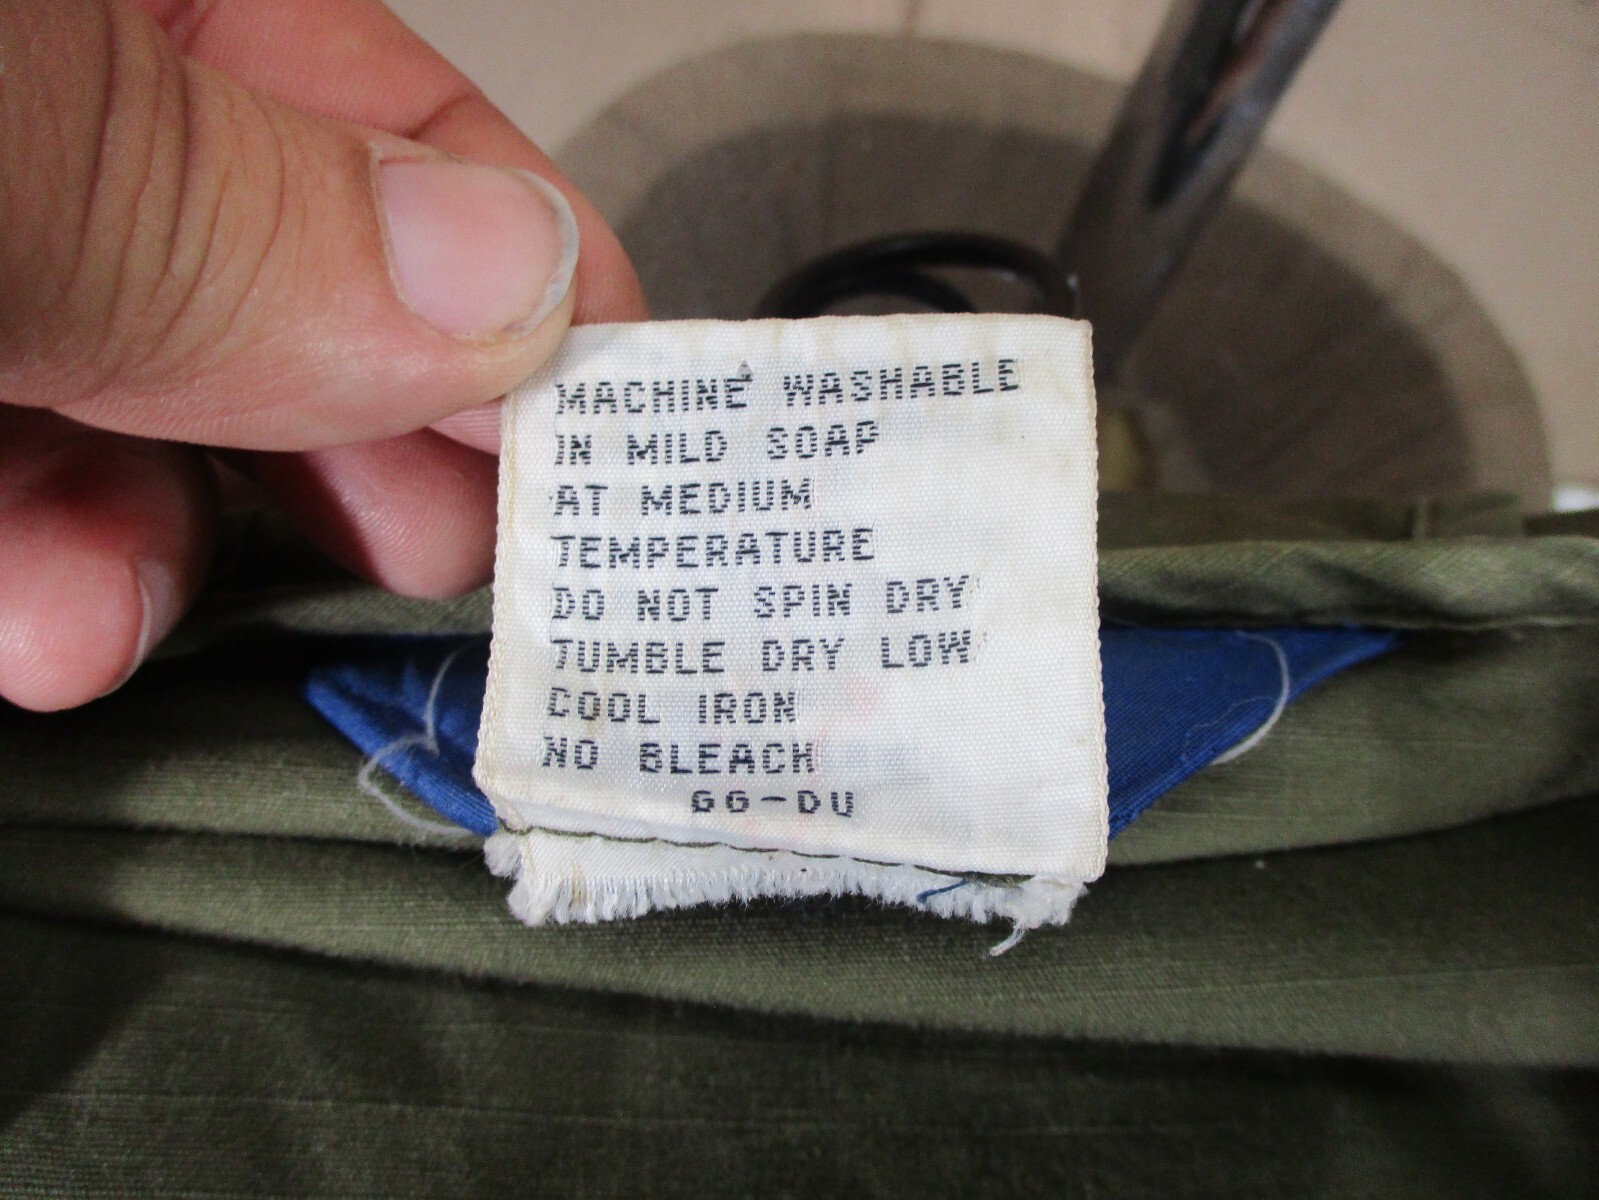 MACHINE WASHABLE
IN MILD SOAP
AT MEDIUM
TEMPERATURE
DO NOT SPIN DRY
TUMBLE DRY LOW
COOL IRON
NO BLEACH
GG-DU